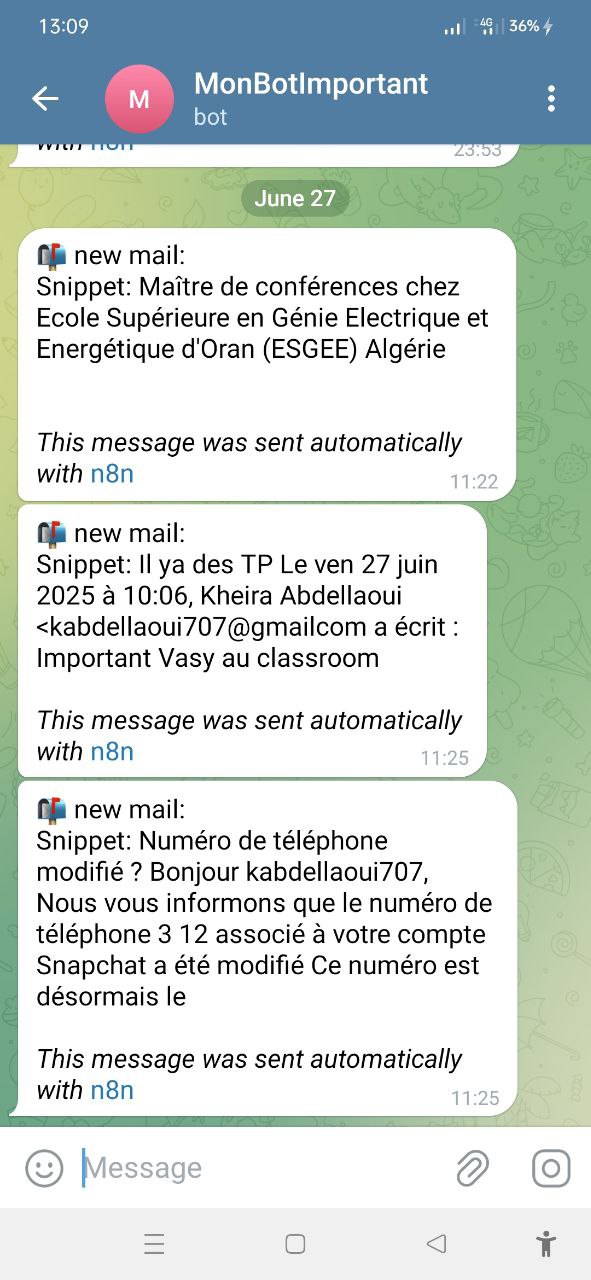 13:09
4G 36%
MonBotImportant
M
bot
with n8n
23:53
June 27
📬 new mail:
Snippet: Maître de conférences chez
Ecole Supérieure en Génie Electrique et
Energétique d'Oran (ESGEE) Algérie
This message was sent automatically
with n8n
11:22
📬 new mail:
Snippet: Il ya des TP Le ven 27 juin
2025 à 10:06, Kheira Abdellaoui
<kabdellaoui707@gmailcom a écrit :
Important Vasy au classroom
This message was sent automatically
with n8n
11:25
📬 new mail:
Snippet: Numéro de téléphone
modifié ? Bonjour kabdellaoui707,
Nous vous informons que le numéro de
téléphone 3 12 associé à votre compte
Snapchat a été modifié Ce numéro est
désormais le
This message was sent automatically
with n8n
11:25
Message